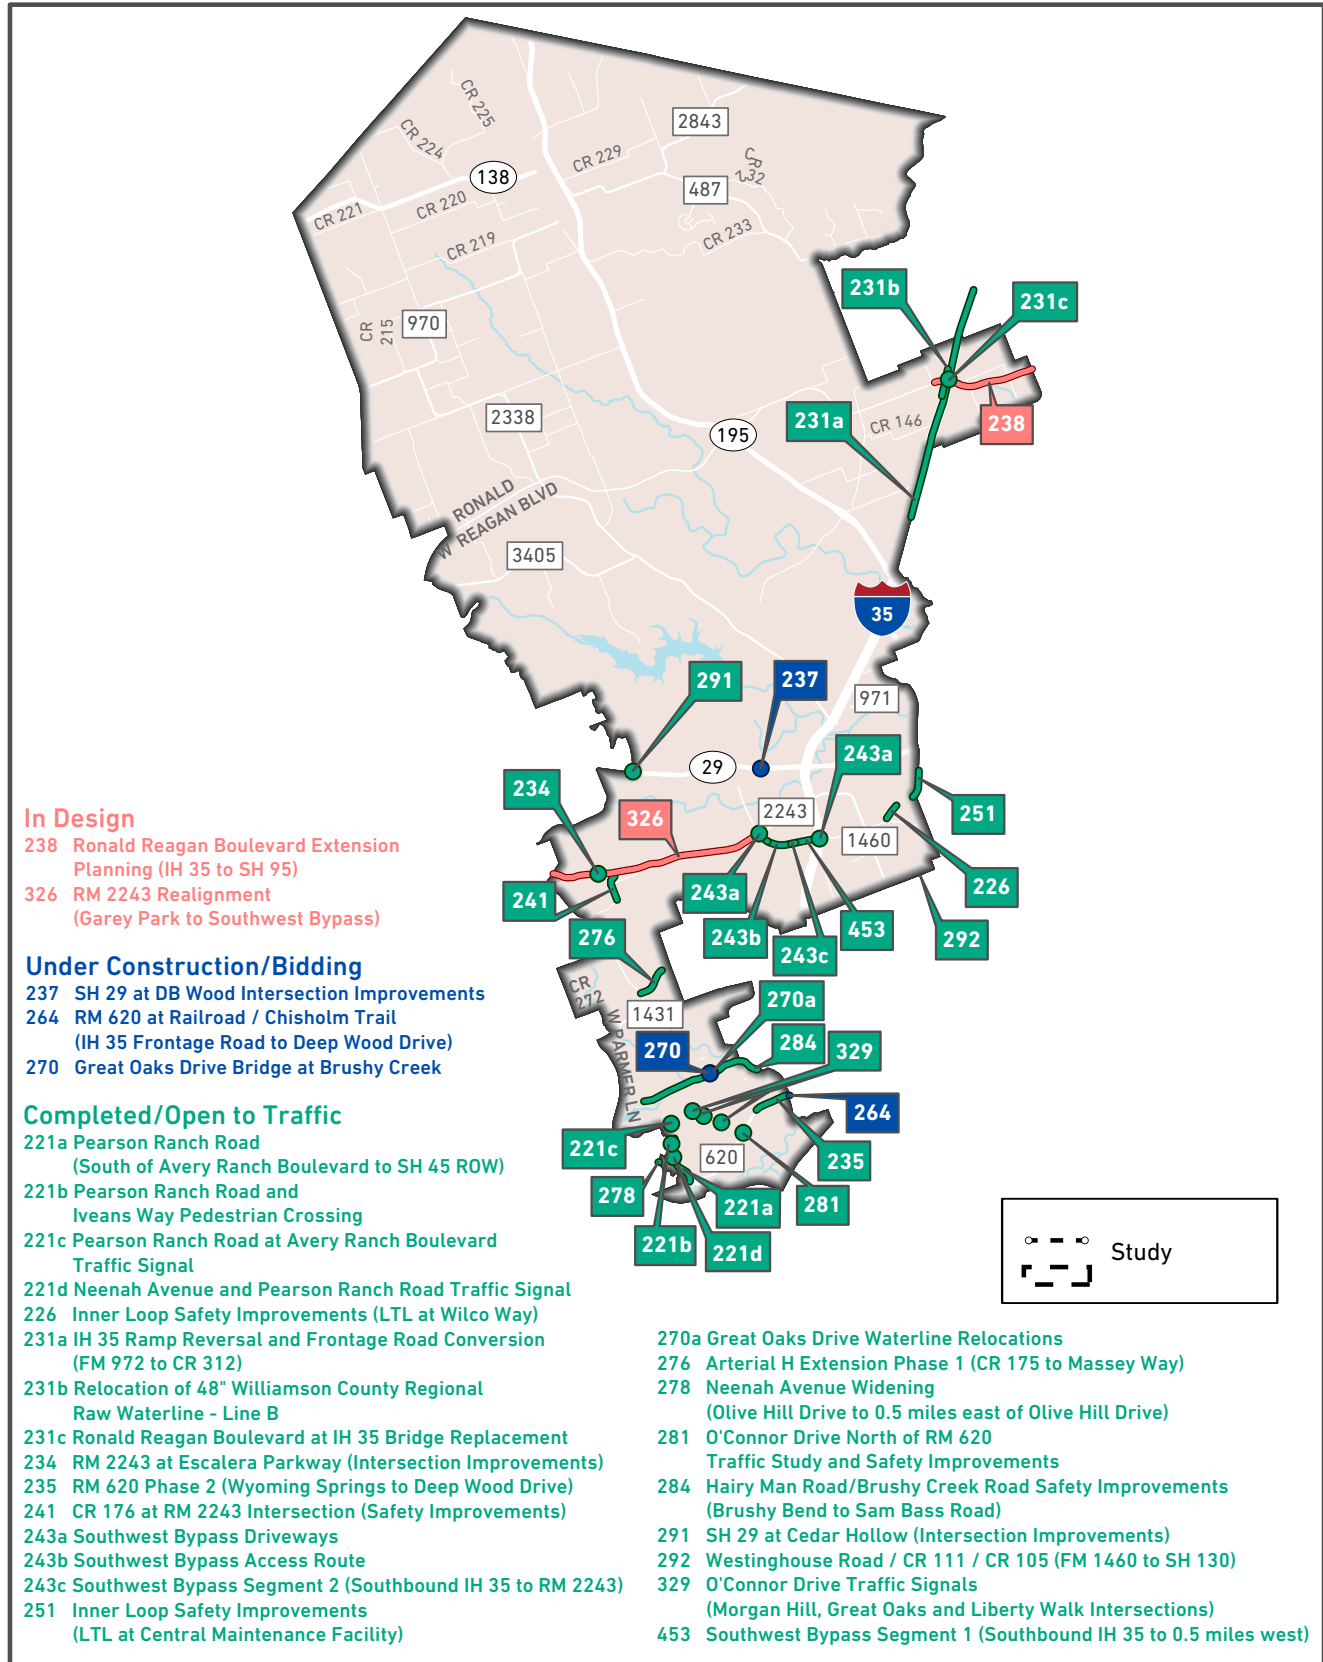 CR 225
CR 224
2843
CR 229
CR 232
138
487
CR 221
CR 220
CR 233
CR 219
231b
231c
CR 215
970
2338
195
231a
CR 146
238
RONALD
W REAGAN BLVD
3405
35
291
237
971
29
243a
234
326
2243
251
1460
241
243a
226
276
243b
453
243c
292
CR 272
1431
270a
W PARMER LN
270
284
329
264
221c
620
235
278
221a
281
221b
221d
In Design
238 Ronald Reagan Boulevard Extension
Planning (IH 35 to SH 95)
326 RM 2243 Realignment
(Garey Park to Southwest Bypass)
Under Construction/Bidding
237 SH 29 at DB Wood Intersection Improvements
264 RM 620 at Railroad / Chisholm Trail
(IH 35 Frontage Road to Deep Wood Drive)
270 Great Oaks Drive Bridge at Brushy Creek
Completed/Open to Traffic
221a Pearson Ranch Road
(South of Avery Ranch Boulevard to SH 45 ROW)
221b Pearson Ranch Road and
Iveans Way Pedestrian Crossing
221c Pearson Ranch Road at Avery Ranch Boulevard
Traffic Signal
221d Neenah Avenue and Pearson Ranch Road Traffic Signal
226 Inner Loop Safety Improvements (LTL at Wilco Way)
231a IH 35 Ramp Reversal and Frontage Road Conversion
(FM 972 to CR 312)
231b Relocation of 48" Williamson County Regional
Raw Waterline - Line B
231c Ronald Reagan Boulevard at IH 35 Bridge Replacement
234 RM 2243 at Escalera Parkway (Intersection Improvements)
235 RM 620 Phase 2 (Wyoming Springs to Deep Wood Drive)
241 CR 176 at RM 2243 Intersection (Safety Improvements)
243a Southwest Bypass Driveways
243b Southwest Bypass Access Route
243c Southwest Bypass Segment 2 (Southbound IH 35 to RM 2243)
251 Inner Loop Safety Improvements
(LTL at Central Maintenance Facility)
Study
270a Great Oaks Drive Waterline Relocations
276 Arterial H Extension Phase 1 (CR 175 to Massey Way)
278 Neenah Avenue Widening
(Olive Hill Drive to 0.5 miles east of Olive Hill Drive)
281 O'Connor Drive North of RM 620
Traffic Study and Safety Improvements
284 Hairy Man Road/Brushy Creek Road Safety Improvements
(Brushy Bend to Sam Bass Road)
291 SH 29 at Cedar Hollow (Intersection Improvements)
292 Westinghouse Road / CR 111 / CR 105 (FM 1460 to SH 130)
329 O'Connor Drive Traffic Signals
(Morgan Hill, Great Oaks and Liberty Walk Intersections)
453 Southwest Bypass Segment 1 (Southbound IH 35 to 0.5 miles west)